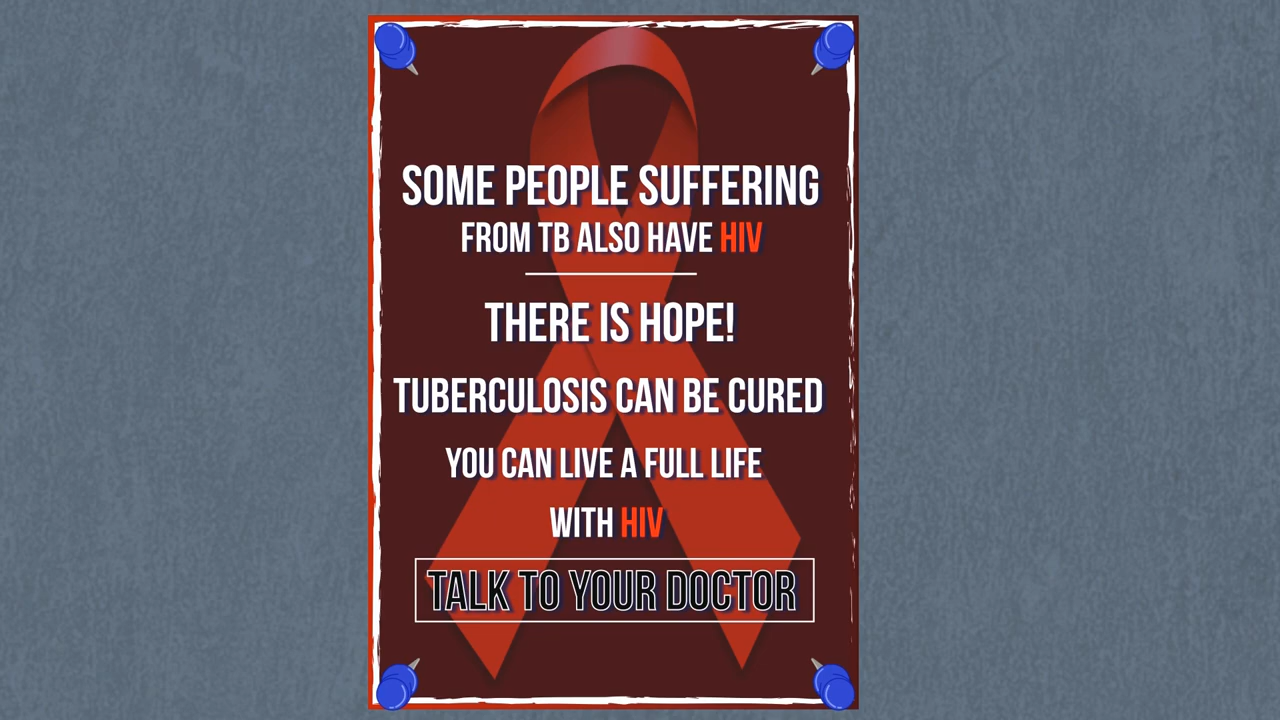 SOME PEOPLE SUFFERING
FROM TB ALSO HAVE HIV
THERE IS HOPE!
TUBERCULOSIS CAN BE CURED
YOU CAN LIVE A FULL LIFE
WITH HIV
TALK TO YOUR DOCTOR